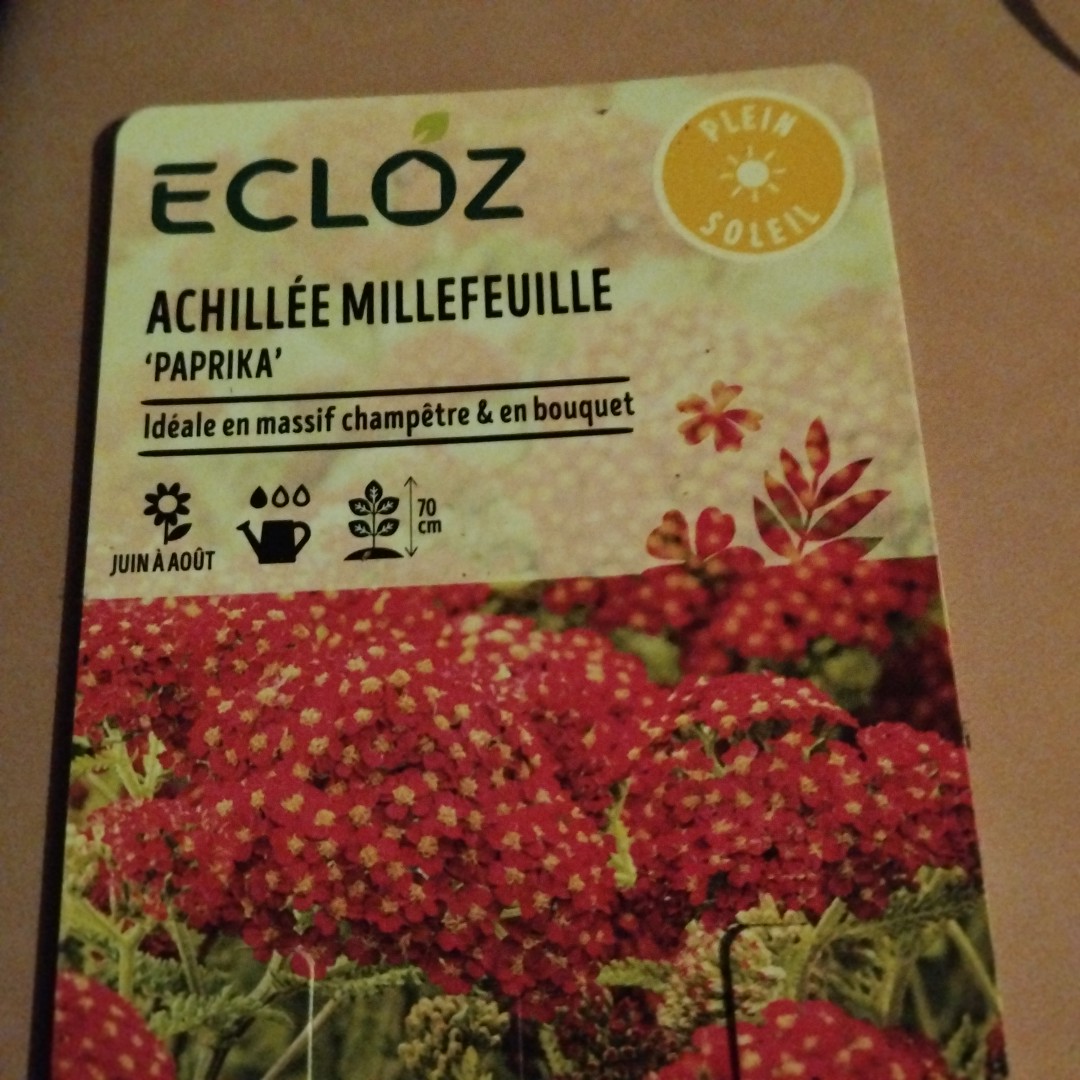 ECLOZ
PLEIN
SOLEIL
ACHILLÉE MILLEFEUILLE
‘PAPRIKA’
Idéale en massif champêtre & en bouquet
70
cm
JUIN À AOÛT